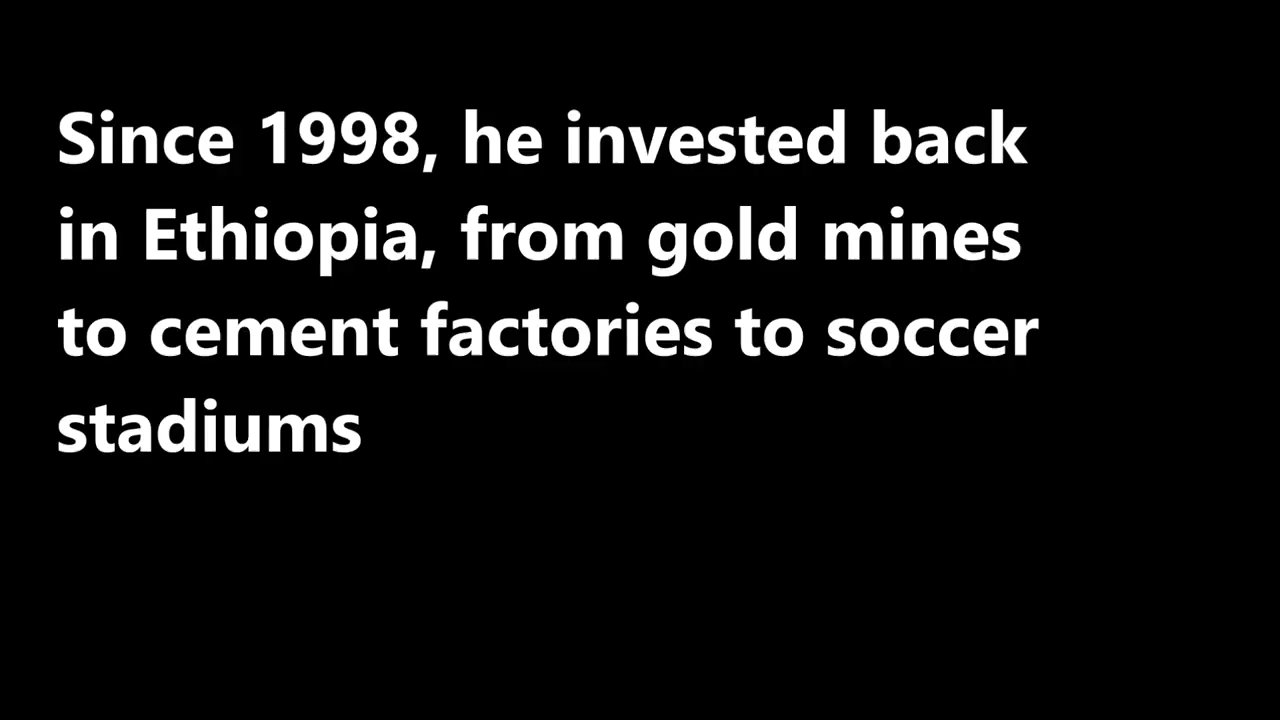 Since 1998, he invested back
in Ethiopia, from gold mines
to cement factories to soccer
stadiums